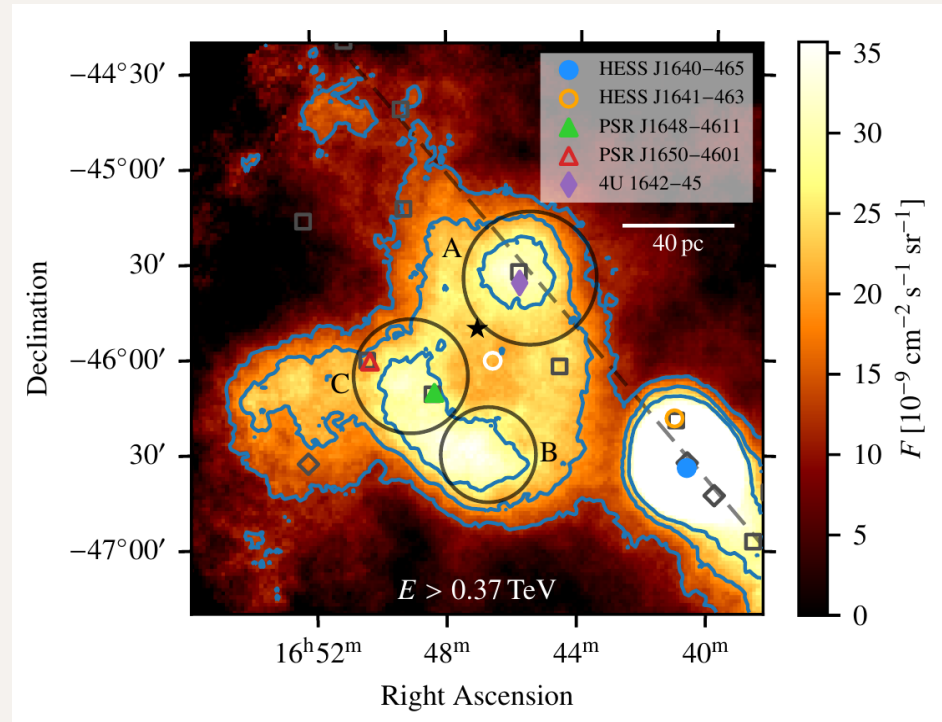 −44°30′
−45°00′
30′
−46°00′
30′
−47°00′
Declination
16ʰ52ᵐ
48ᵐ
44ᵐ
40ᵐ
Right Ascension
HESS J1640−465
HESS J1641−463
PSR J1648−4611
PSR J1650−4601
4U 1642−45
40 pc
A
C
B
E > 0.37 TeV
35
30
25
20
15
10
5
0
F [10⁻⁹ cm⁻² s⁻¹ sr⁻¹]